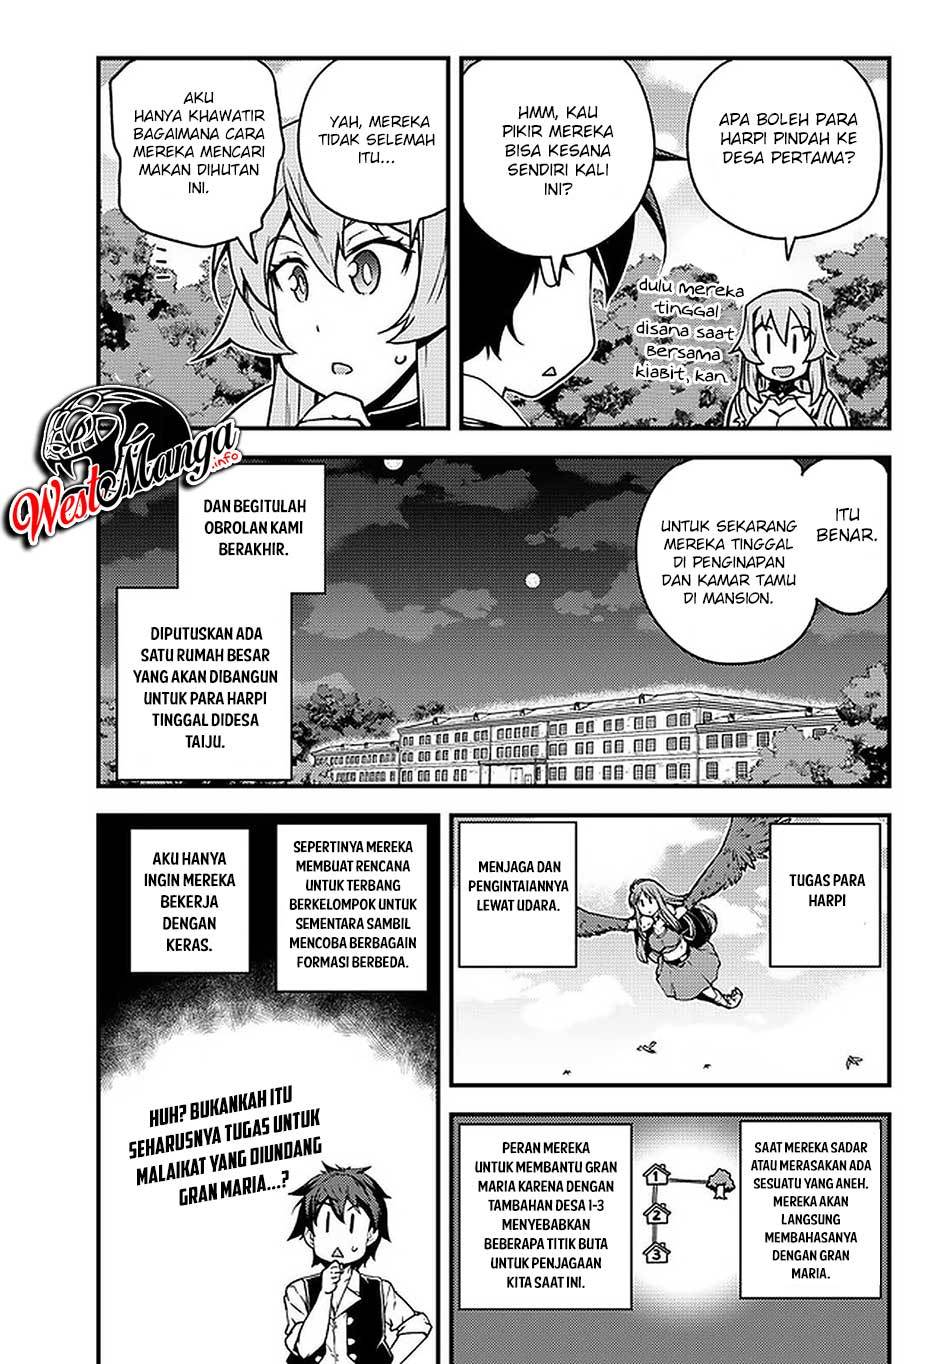 APA BOLEH PARA
HARPI PINDAH KE
DESA PERTAMA?
dulu mereka
tinggal
disana saat
bersama
kiabit, kan.
HMM, KAU
PIKIR MEREKA
BISA KESANA
SENDIRI KALI
INI?
YAH, MEREKA
TIDAK SELEMAH
ITU...
AKU
HANYA KHAWATIR
BAGAIMANA CARA
MEREKA MENCARI
MAKAN DIHUTAN
INI.
WestManga
.info
ITU
BENAR.
UNTUK SEKARANG
MEREKA TINGGAL
DI PENGINAPAN
DAN KAMAR TAMU
DI MANSION.
DAN BEGITULAH
OBROLAN KAMI
BERAKHIR.
DIPUTUSKAN ADA
SATU RUMAH BESAR
YANG AKAN DIBANGUN
UNTUK PARA HARPI
TINGGAL DIDESA
TAIJU.
TUGAS PARA
HARPI
MENJAGA DAN
PENGINTAIANNYA
LEWAT UDARA.
SAAT MEREKA SADAR
ATAU MERASAKAN ADA
SESUATU YANG ANEH.
MEREKA AKAN
LANGSUNG
MEMBAHASANYA
DENGAN GRAN
MARIA.
1
2
3
PERAN MEREKA
UNTUK MEMBANTU GRAN
MARIA KARENA DENGAN
TAMBAHAN DESA 1-3
MENYEBABKAN
BEBERAPA TITIK BUTA
UNTUK PENJAGAAN
KITA SAAT INI.
SEPERTINYA MEREKA
MEMBUAT RENCANA
UNTUK TERBANG
BERKELOMPOK UNTUK
SEMENTARA SAMBIL
MENCOBA BERBAGAIN
FORMASI BERBEDA.
AKU HANYA
INGIN MEREKA
BEKERJA
DENGAN
KERAS.
HUH? BUKANKAH ITU
SEHARUSNYA TUGAS UNTUK
MALAIKAT YANG DIUNDANG
GRAN MARIA...?